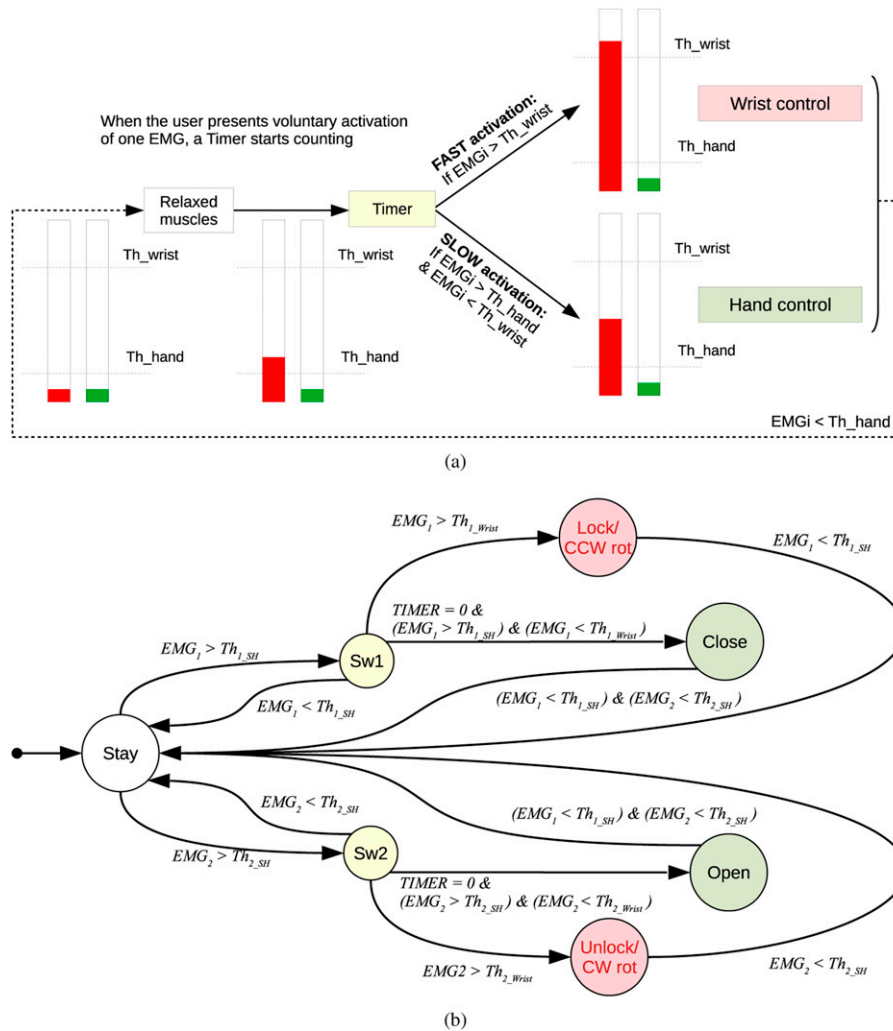 Th_wrist
Wrist control
When the user presents voluntary activation
of one EMG, a Timer starts counting
FAST activation:
If EMGi > Th_wrist
Th_hand
Relaxed
muscles
Timer
Th_wrist
Th_wrist
SLOW activation:
If EMGi > Th_hand
& EMGi < Th_wrist
Th_wrist
Hand control
Th_hand
Th_hand
Th_hand
EMGi < Th_hand
(a)
EMG₁ > Th₁_Wrist
Lock/
CCW rot
EMG₁ < Th₁_SH
TIMER = 0 &
(EMG₁ > Th₁_SH) & (EMG₁ < Th₁_Wrist)
Close
EMG₁ > Th₁_SH
Sw1
EMG₁ < Th₁_SH
(EMG₁ < Th₁_SH) & (EMG₂ < Th₂_SH)
Stay
EMG₂ < Th₂_SH
(EMG₁ < Th₁_SH) & (EMG₂ < Th₂_SH)
EMG₂ > Th₂_SH
Sw2
Open
TIMER = 0 &
(EMG₂ > Th₂_SH) & (EMG₂ < Th₂_Wrist)
Unlock/
CW rot
EMG2 > Th₂_Wrist
EMG₂ < Th₂_SH
(b)